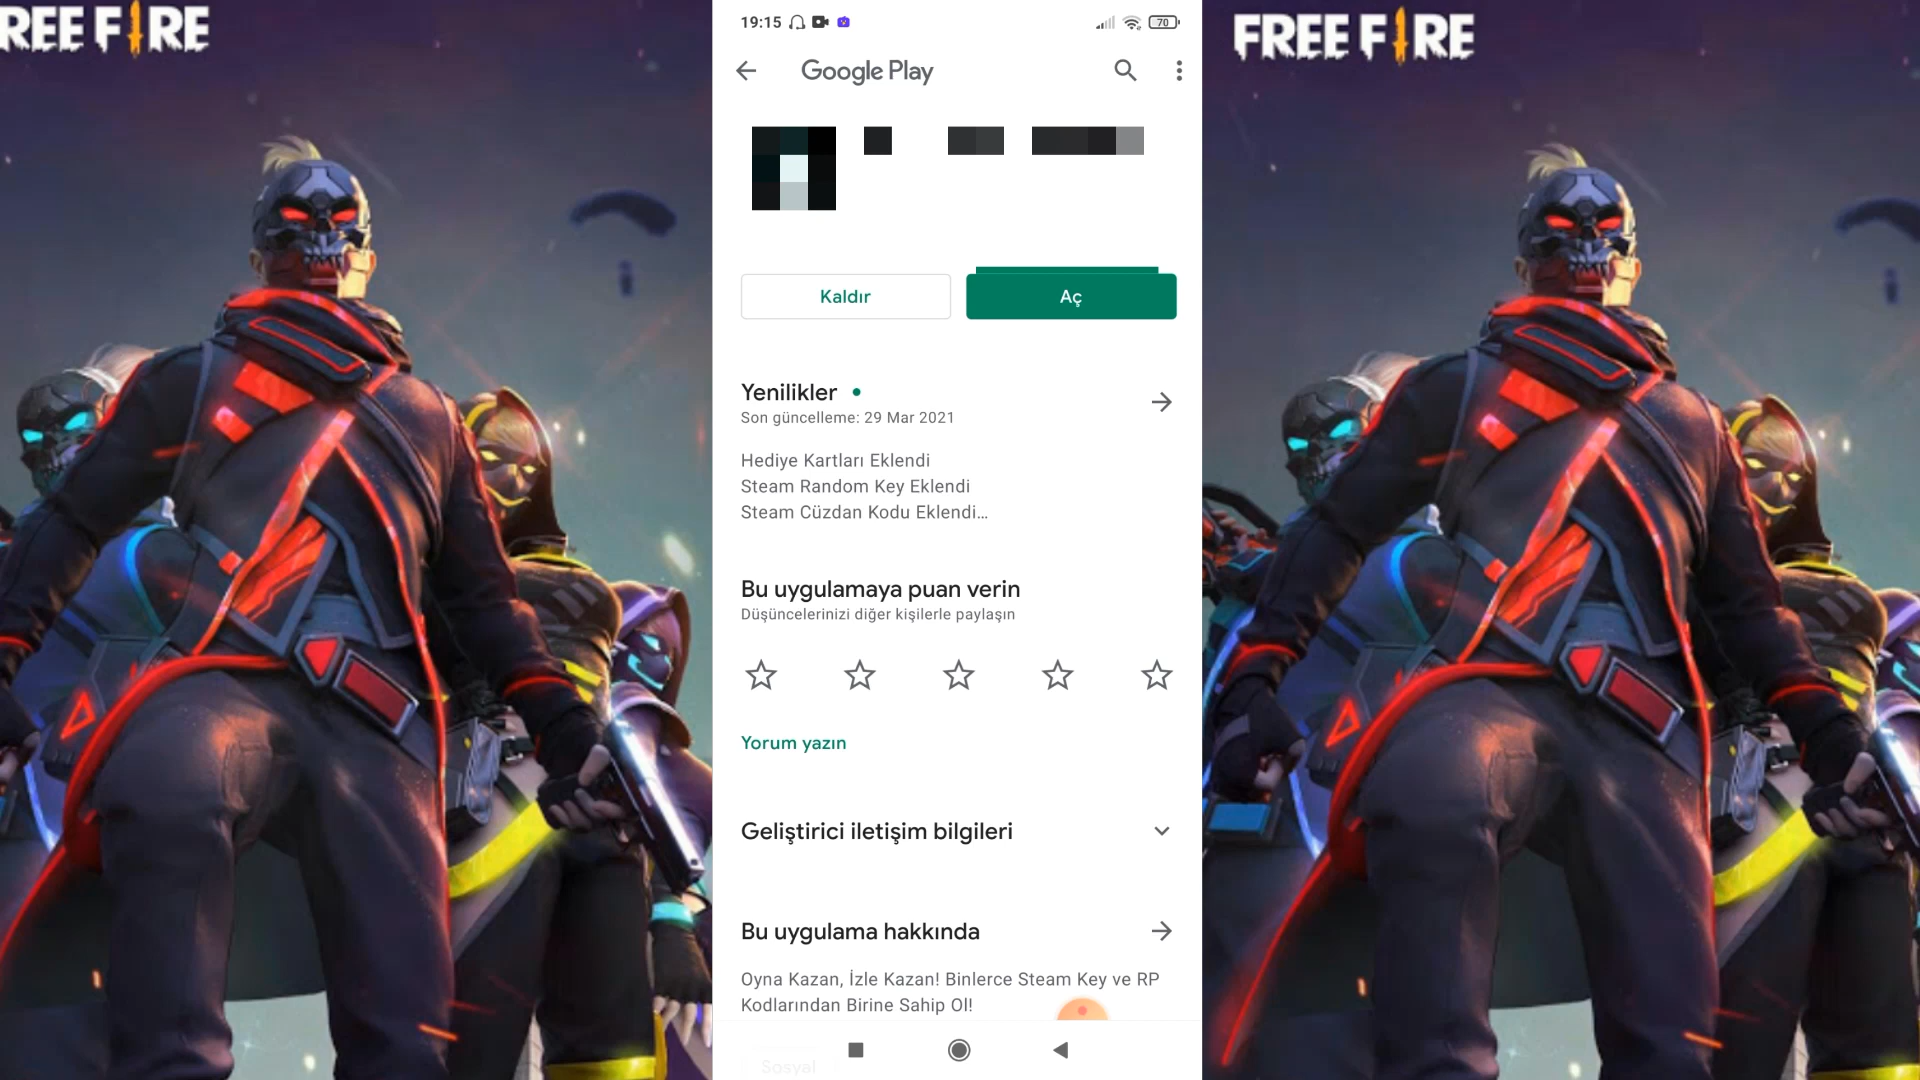 REE FIRE
19:15
70
Google Play
FREE FIRE
Kaldır
Aç
Yenilikler
Son güncelleme: 29 Mar 2021
Hediye Kartları Eklendi
Steam Random Key Eklendi
Steam Cüzdan Kodu Eklendi...
Bu uygulamaya puan verin
Düşüncelerinizi diğer kişilerle paylaşın
Yorum yazın
Geliştirici iletişim bilgileri
Bu uygulama hakkında
Oyna Kazan, İzle Kazan! Binlerce Steam Key ve RP
Kodlarından Birine Sahip Ol!
Sosyal